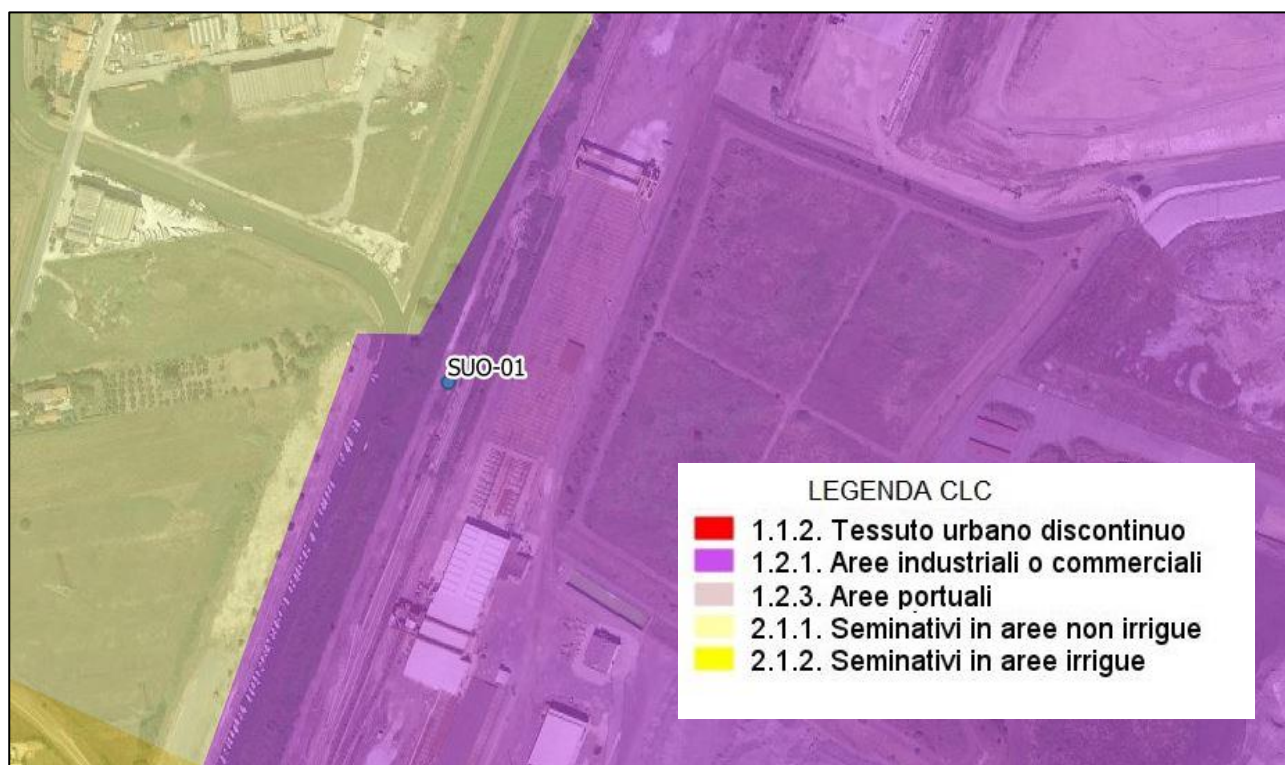 SUO-01
LEGENDA CLC
1.1.2. Tessuto urbano discontinuo
1.2.1. Aree industriali o commerciali
1.2.3. Aree portuali
2.1.1. Seminativi in aree non irrigue
2.1.2. Seminativi in aree irrigue